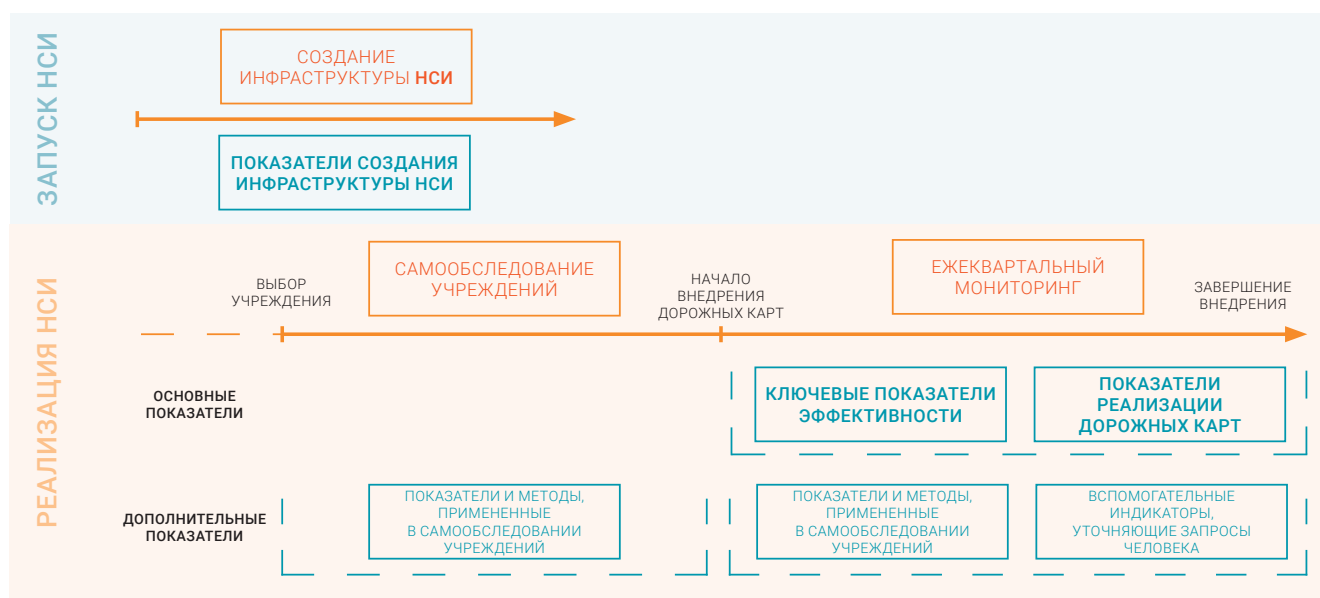 ЗАПУСК НСИ
СОЗДАНИЕ
ИНФРАСТРУКТУРЫ НСИ
ПОКАЗАТЕЛИ СОЗДАНИЯ
ИНФРАСТРУКТУРЫ НСИ
РЕАЛИЗАЦИЯ НСИ
ВЫБОР
УЧРЕЖДЕНИЯ
САМООБСЛЕДОВАНИЕ
УЧРЕЖДЕНИЙ
НАЧАЛО
ВНЕДРЕНИЯ
ДОРОЖНЫХ КАРТ
ЕЖЕКВАРТАЛЬНЫЙ
МОНИТОРИНГ
ЗАВЕРШЕНИЕ
ВНЕДРЕНИЯ
ОСНОВНЫЕ
ПОКАЗАТЕЛИ
КЛЮЧЕВЫЕ ПОКАЗАТЕЛИ
ЭФФЕКТИВНОСТИ
ПОКАЗАТЕЛИ
РЕАЛИЗАЦИИ
ДОРОЖНЫХ КАРТ
ДОПОЛНИТЕЛЬНЫЕ
ПОКАЗАТЕЛИ
ПОКАЗАТЕЛИ И МЕТОДЫ,
ПРИМЕНЕННЫЕ
В САМООБСЛЕДОВАНИИ
УЧРЕЖДЕНИЙ
ПОКАЗАТЕЛИ И МЕТОДЫ,
ПРИМЕНЕННЫЕ
В САМООБСЛЕДОВАНИИ
УЧРЕЖДЕНИЙ
ВСПОМОГАТЕЛЬНЫЕ
ИНДИКАТОРЫ,
УТОЧНЯЮЩИЕ ЗАПРОСЫ
ЧЕЛОВЕКА